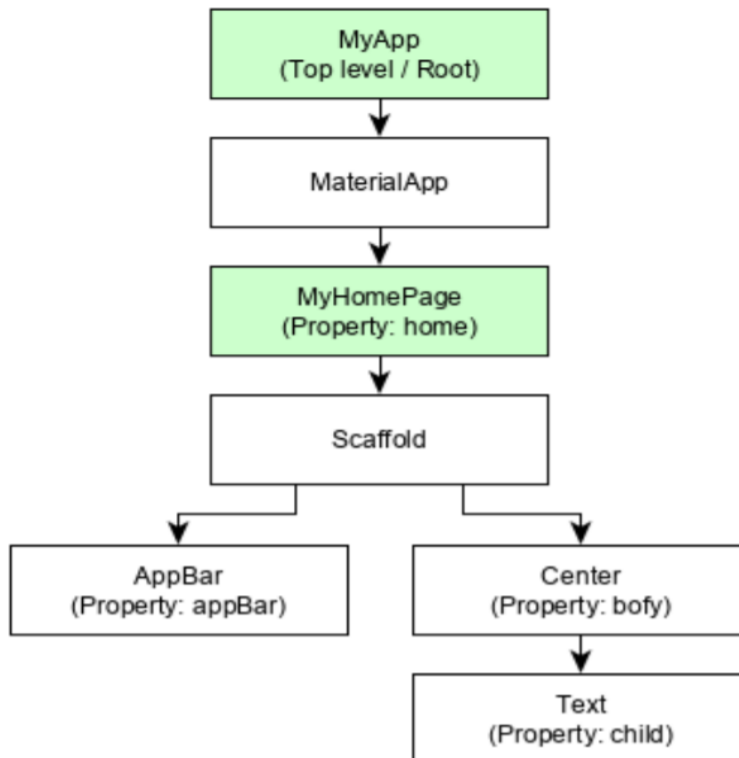 MyApp
(Top level / Root)
MaterialApp
MyHomePage
(Property: home)
Scaffold
AppBar
(Property: appBar)
Center
(Property: bofy)
Text
(Property: child)